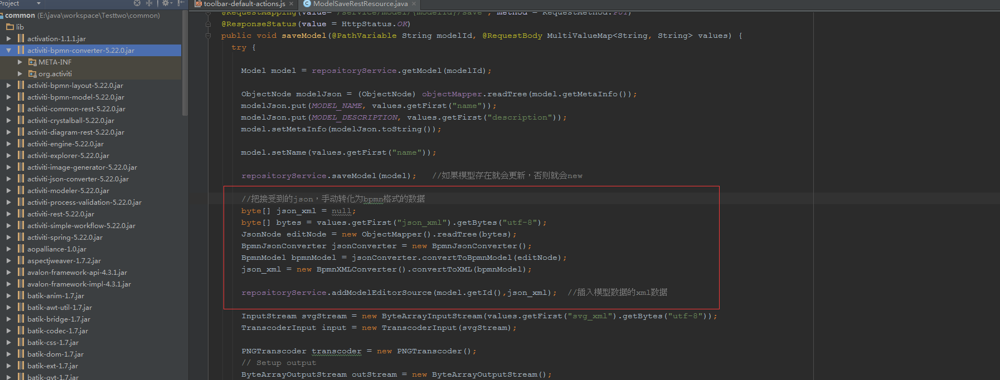 Project
common (E:\java\workspace\Testtwo\common)
lib
activation-1.1.1.jar
activiti-bpmn-converter-5.22.0.jar
META-INF
org.activiti
activiti-bpmn-layout-5.22.0.jar
activiti-bpmn-model-5.22.0.jar
activiti-common-rest-5.22.0.jar
activiti-crystalball-5.22.0.jar
activiti-diagram-rest-5.22.0.jar
activiti-engine-5.22.0.jar
activiti-explorer-5.22.0.jar
activiti-image-generator-5.22.0.jar
activiti-json-converter-5.22.0.jar
activiti-modeler-5.22.0.jar
activiti-process-validation-5.22.0.jar
activiti-rest-5.22.0.jar
activiti-simple-workflow-5.22.0.jar
activiti-spring-5.22.0.jar
aopalliance-1.0.jar
aspectjweaver-1.7.2.jar
avalon-framework-api-4.3.1.jar
avalon-framework-impl-4.3.1.jar
batik-anim-1.7.jar
batik-awt-util-1.7.jar
batik-bridge-1.7.jar
batik-codec-1.7.jar
batik-css-1.7.jar
batik-dom-1.7.jar
batik-ext-1.7.jar
batik-gvt-1.7.jar
toolbar-default-actions.js
ModelSaveRestResource.java
@RequestMapping(value="/service/model/{modelId}/save", method = RequestMethod.PUT)
@ResponseStatus(value = HttpStatus.OK)
public void saveModel(@PathVariable String modelId, @RequestBody MultiValueMap<String, String> values) {
try {
Model model = repositoryService.getModel(modelId);
ObjectNode modelJson = (ObjectNode) objectMapper.readTree(model.getMetaInfo());
modelJson.put(MODEL_NAME, values.getFirst("name"));
modelJson.put(MODEL_DESCRIPTION, values.getFirst("description"));
model.setMetaInfo(modelJson.toString());
model.setName(values.getFirst("name"));
repositoryService.saveModel(model);   //如果模型存在就会更新，否则就会new
//把接受到的json，手动转化为bpmn格式的数据
byte[] json_xml = null;
byte[] bytes = values.getFirst("json_xml").getBytes("utf-8");
JsonNode editNode = new ObjectMapper().readTree(bytes);
BpmnJsonConverter jsonConverter = new BpmnJsonConverter();
BpmnModel bpmnModel = jsonConverter.convertToBpmnModel(editNode);
json_xml = new BpmnXMLConverter().convertToXML(bpmnModel);
repositoryService.addModelEditorSource(model.getId(),json_xml);  //插入模型数据的xml数据
InputStream svgStream = new ByteArrayInputStream(values.getFirst("svg_xml").getBytes("utf-8"));
TranscoderInput input = new TranscoderInput(svgStream);
PNGTranscoder transcoder = new PNGTranscoder();
// Setup output
ByteArrayOutputStream outStream = new ByteArrayOutputStream();